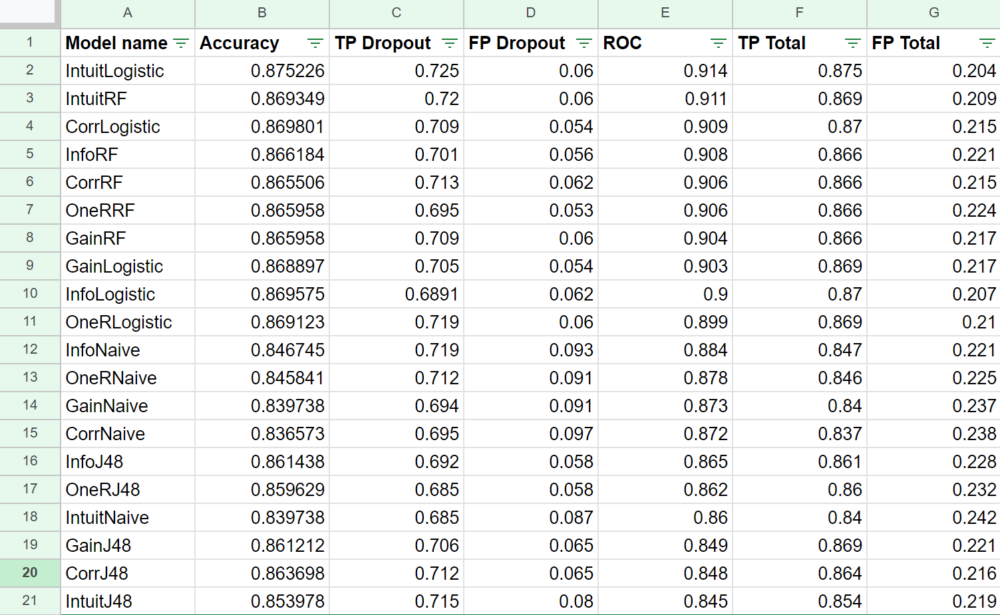 A B C D E F G
1 Model name Accuracy TP Dropout FP Dropout ROC TP Total FP Total
2 IntuitLogistic 0.875226 0.725 0.06 0.914 0.875 0.204
3 IntuitRF 0.869349 0.72 0.06 0.911 0.869 0.209
4 CorrLogistic 0.869801 0.709 0.054 0.909 0.87 0.215
5 InfoRF 0.866184 0.701 0.056 0.908 0.866 0.221
6 CorrRF 0.865506 0.713 0.062 0.906 0.866 0.215
7 OneRRF 0.865958 0.695 0.053 0.906 0.866 0.224
8 GainRF 0.865958 0.709 0.06 0.904 0.866 0.217
9 GainLogistic 0.868897 0.705 0.054 0.903 0.869 0.217
10 InfoLogistic 0.869575 0.6891 0.062 0.9 0.87 0.207
11 OneRLogistic 0.869123 0.719 0.06 0.899 0.869 0.21
12 InfoNaive 0.846745 0.719 0.093 0.884 0.847 0.221
13 OneRNaive 0.845841 0.712 0.091 0.878 0.846 0.225
14 GainNaive 0.839738 0.694 0.091 0.873 0.84 0.237
15 CorrNaive 0.836573 0.695 0.097 0.872 0.837 0.238
16 InfoJ48 0.861438 0.692 0.058 0.865 0.861 0.228
17 OneRJ48 0.859629 0.685 0.058 0.862 0.86 0.232
18 IntuitNaive 0.839738 0.685 0.087 0.86 0.84 0.242
19 GainJ48 0.861212 0.706 0.065 0.849 0.869 0.221
20 CorrJ48 0.863698 0.712 0.065 0.848 0.864 0.216
21 IntuitJ48 0.853978 0.715 0.08 0.845 0.854 0.219